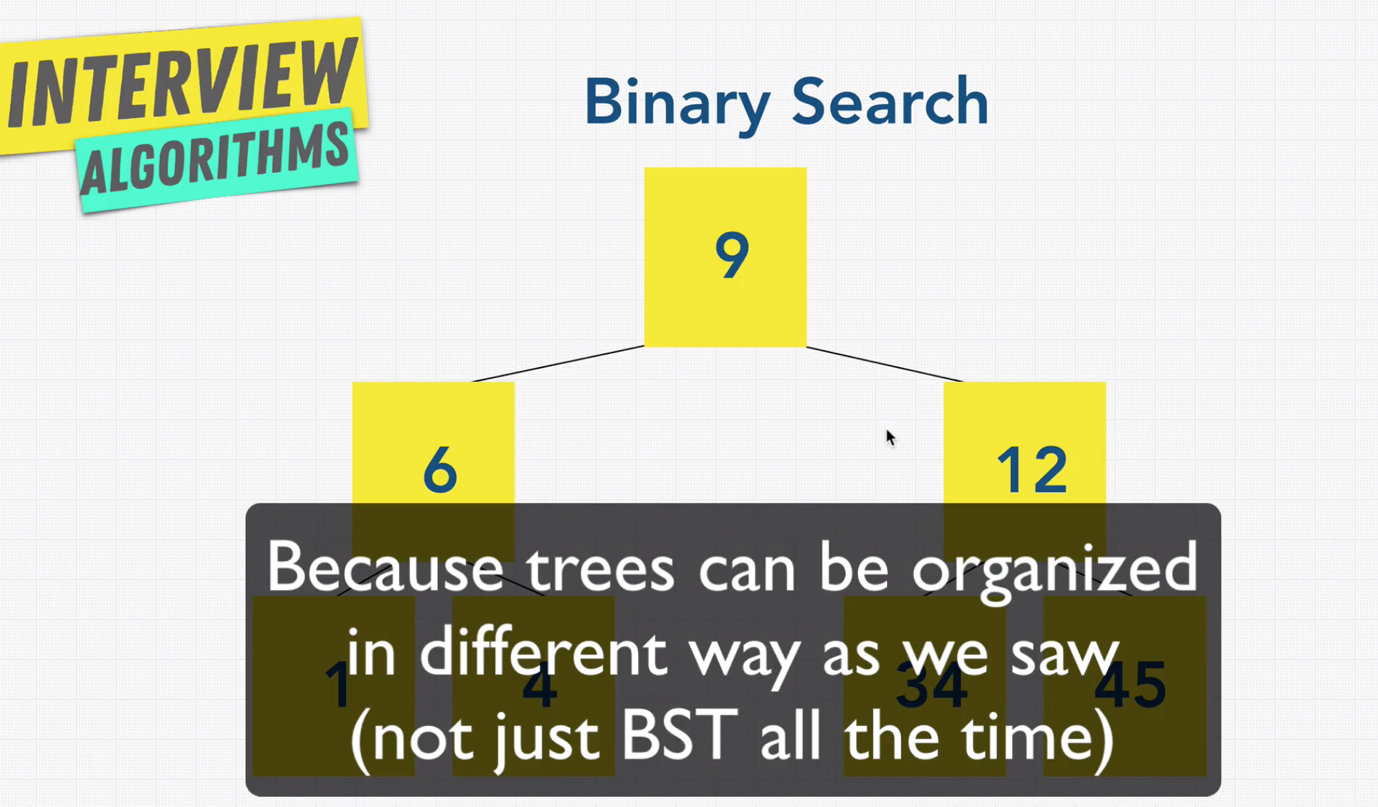 INTERVIEW
ALGORITHMS
Binary Search
9
6
12
Because trees can be organized
in different way as we saw
1
4
34
45
(not just BST all the time)